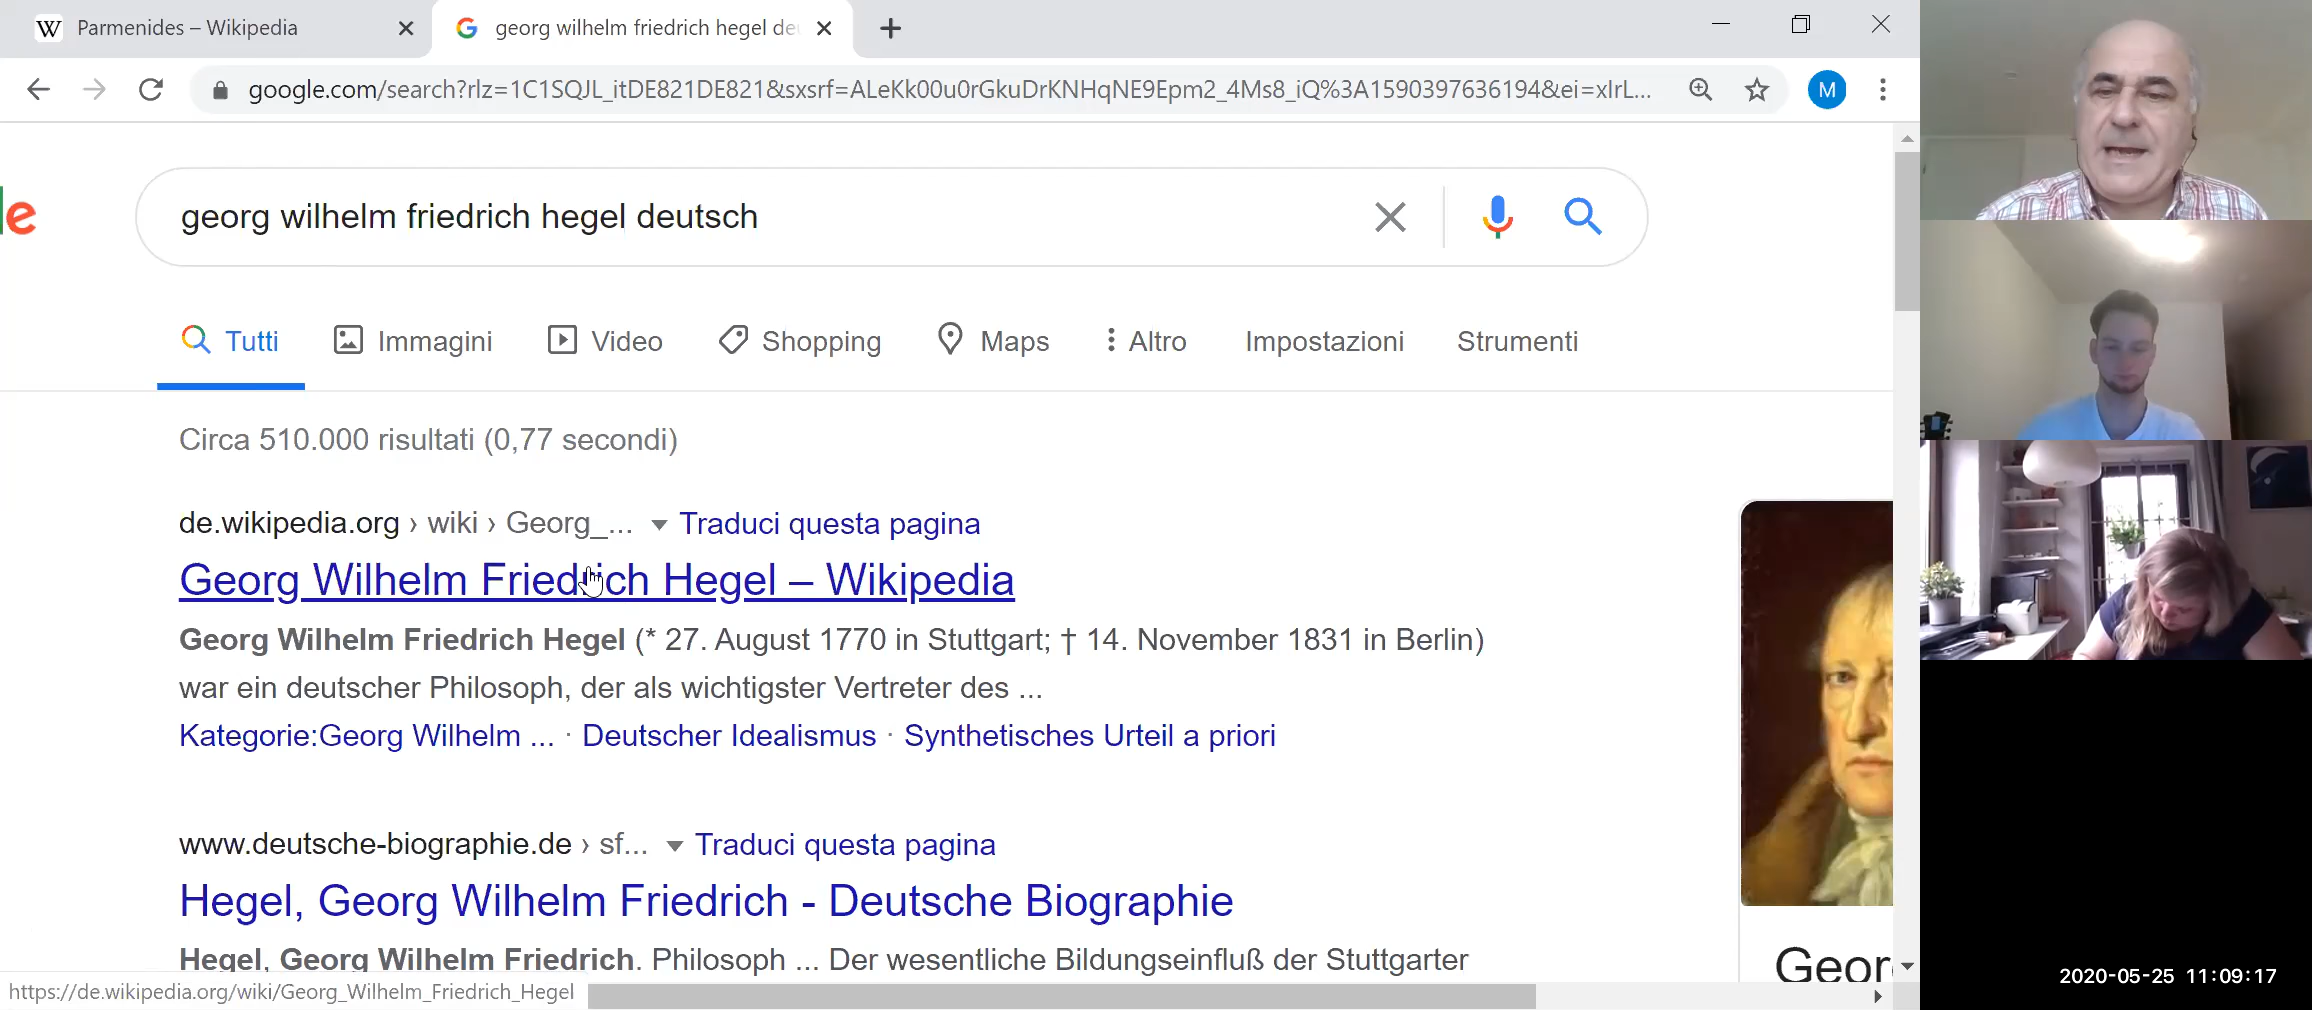 Parmenides – Wikipedia
georg wilhelm friedrich hegel de
google.com/search?rlz=1C1SQJL_itDE821DE821&sxsrf=ALeKk00u0rGkuDrKNHqNE9Epm2_4Ms8_iQ%3A1590397636194&ei=xIrL...
M
e
georg wilhelm friedrich hegel deutsch
Tutti Immagini Video Shopping Maps Altro Impostazioni Strumenti
Circa 510.000 risultati (0,77 secondi)
de.wikipedia.org › wiki › Georg_... Traduci questa pagina
Georg Wilhelm Friedrich Hegel – Wikipedia
Georg Wilhelm Friedrich Hegel (* 27. August 1770 in Stuttgart; † 14. November 1831 in Berlin)
war ein deutscher Philosoph, der als wichtigster Vertreter des ...
Kategorie:Georg Wilhelm ... · Deutscher Idealismus · Synthetisches Urteil a priori
www.deutsche-biographie.de › sf... Traduci questa pagina
Hegel, Georg Wilhelm Friedrich - Deutsche Biographie
Hegel, Georg Wilhelm Friedrich. Philosoph ... Der wesentliche Bildungseinfluß der Stuttgarter
Geor
https://de.wikipedia.org/wiki/Georg_Wilhelm_Friedrich_Hegel
2020-05-25 11:09:17